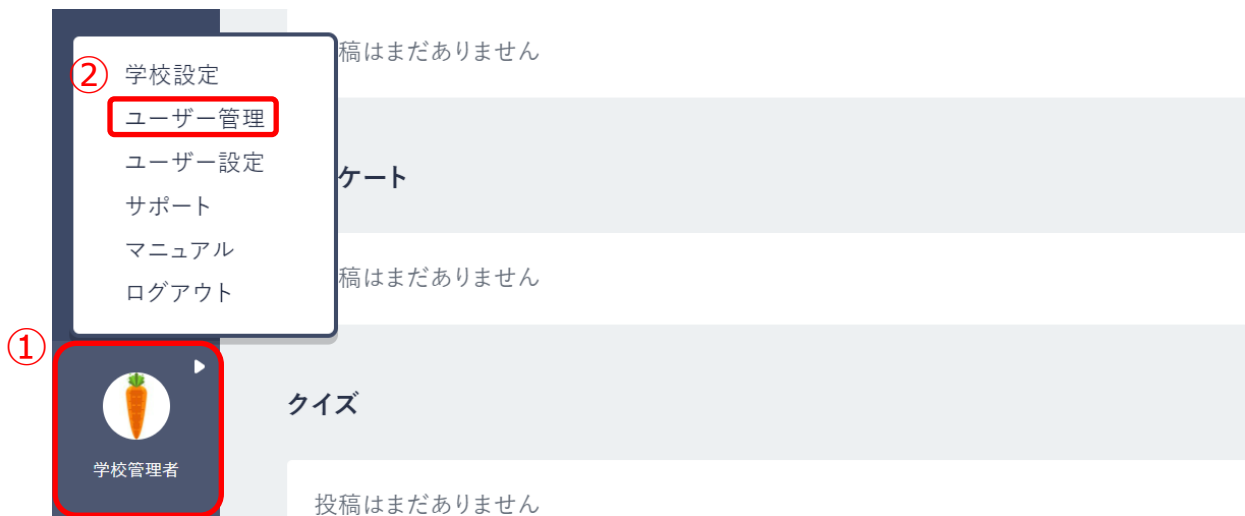 稿はまだありません
② 学校設定
ユーザー管理
ユーザー設定
ケート
サポート
マニュアル
稿はまだありません
ログアウト
①
学校管理者
クイズ
投稿はまだありません